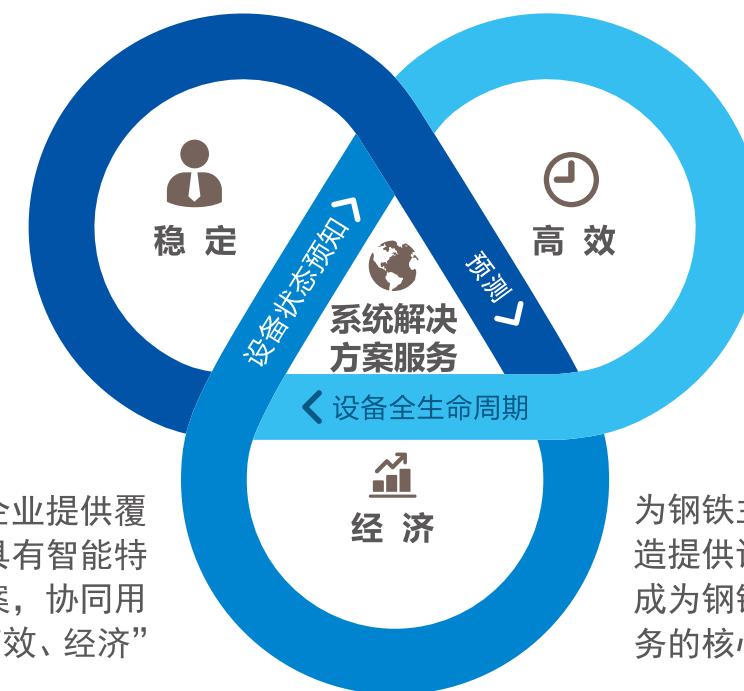 稳定
高效
设备状态预知
预测
系统解决
方案服务
设备全生命周期
经济
企业提供覆
具有智能特
案，协同用
效、经济”
为钢铁
造提供
成为钢
务的核